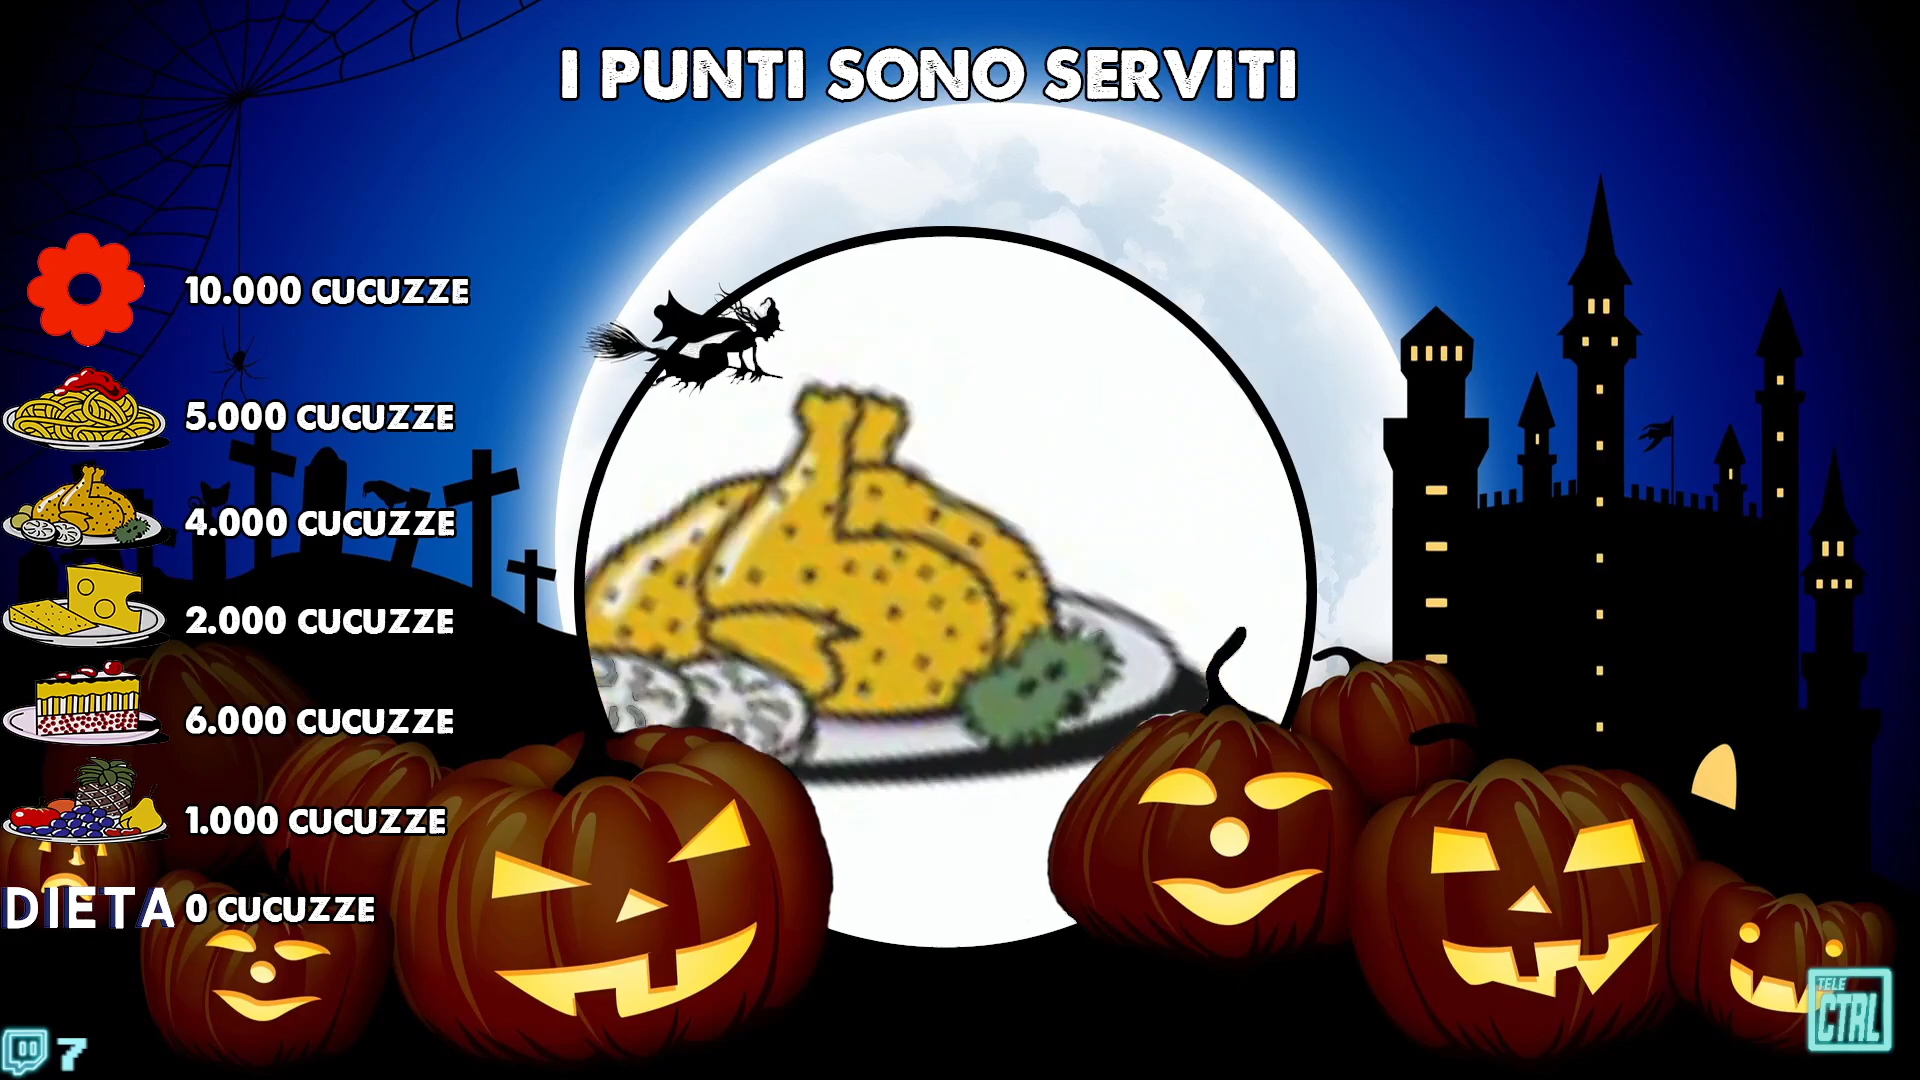 I PUNTI SONO SERVITI
10.000 CUCUZZE
5.000 CUCUZZE
4.000 CUCUZZE
2.000 CUCUZZE
6.000 CUCUZZE
1.000 CUCUZZE
DIETA 0 CUCUZZE
7
TELE
CTRL